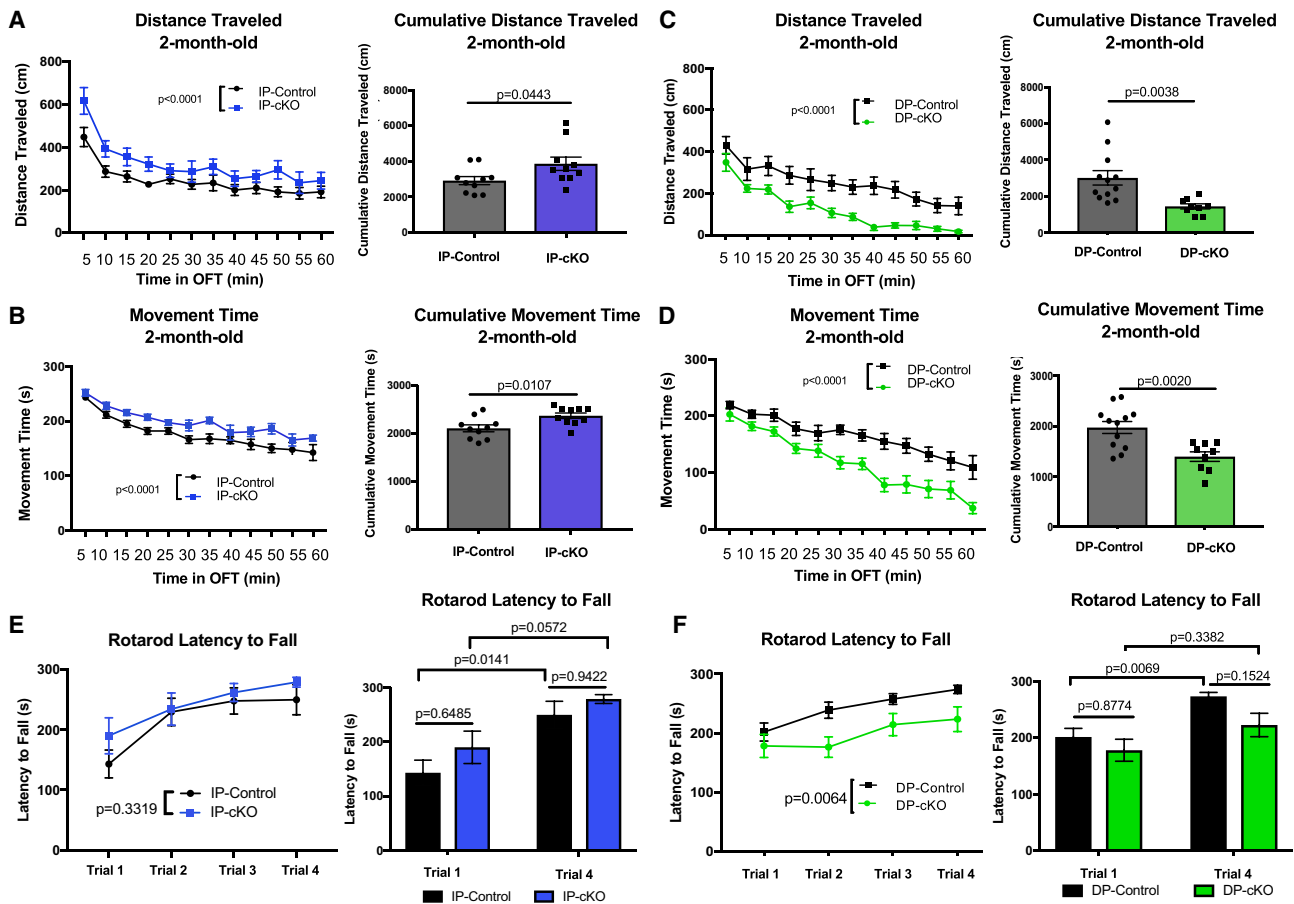 A
Distance Traveled
2-month-old
Distance Traveled (cm)
800
600
400
200
0
p<0.0001
IP-Control
IP-cKO
5 10 15 20 25 30 35 40 45 50 55 60
Time in OFT (min)
Cumulative Distance Traveled
2-month-old
Cumulative Distance Traveled (cm)
8000
6000
4000
2000
0
p=0.0443
IP-Control IP-cKO
C
Distance Traveled
2-month-old
Distance Traveled (cm)
800
600
400
200
0
p<0.0001
DP-Control
DP-cKO
5 10 15 20 25 30 35 40 45 50 55 60
Time in OFT (min)
Cumulative Distance Traveled
2-month-old
Cumulative Distance Traveled (cm)
8000
6000
4000
2000
0
p=0.0038
DP-Control DP-cKO
B
Movement Time
2-month-old
Movement Time (s)
300
200
100
0
p<0.0001
IP-Control
IP-cKO
5 10 15 20 25 30 35 40 45 50 55 60
Time in OFT (min)
Cumulative Movement Time
2-month-old
Cumulative Movement Time (s)
3000
2000
1000
0
p=0.0107
IP-Control IP-cKO
D
Movement Time
2-month-old
Movement Time (s)
300
200
100
0
p<0.0001
DP-Control
DP-cKO
5 10 15 20 25 30 35 40 45 50 55 60
Time in OFT (min)
Cumulative Movement Time
2-month-old
Cumulative Movement Time (s)
3000
2000
1000
0
p=0.0020
DP-Control DP-cKO
E
Rotarod Latency to Fall
Latency to Fall (s)
300
200
100
0
p=0.3319
IP-Control
IP-cKO
Trial 1 Trial 2 Trial 3 Trial 4
Rotarod Latency to Fall
Latency to Fall (s)
300
200
100
0
p=0.0572
p=0.0141
p=0.9422
p=0.6485
Trial 1 Trial 4
IP-Control IP-cKO
F
Rotarod Latency to Fall
Latency to Fall (s)
300
200
100
0
p=0.0064
DP-Control
DP-cKO
Trial 1 Trial 2 Trial 3 Trial 4
Rotarod Latency to Fall
Latency to Fall (s)
300
200
100
0
p=0.3382
p=0.0069
p=0.1524
p=0.8774
Trial 1 Trial 4
DP-Control DP-cKO